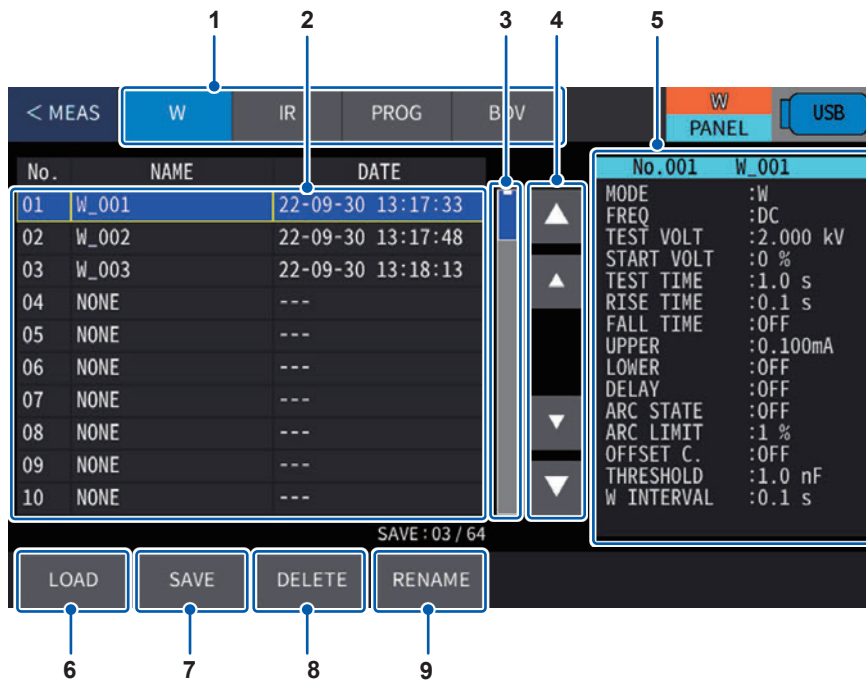 1 2 3 4 5
< MEAS W IR PROG BDV W PANEL USB
No. NAME DATE
01 W_001 22-09-30 13:17:33
02 W_002 22-09-30 13:17:48
03 W_003 22-09-30 13:18:13
04 NONE ---
05 NONE ---
06 NONE ---
07 NONE ---
08 NONE ---
09 NONE ---
10 NONE ---
SAVE : 03 / 64
No.001 W_001
MODE :W
FREQ :DC
TEST VOLT :2.000 kV
START VOLT :0 %
TEST TIME :1.0 s
RISE TIME :0.1 s
FALL TIME :OFF
UPPER :0.100mA
LOWER :OFF
DELAY :OFF
ARC STATE :OFF
ARC LIMIT :1 %
OFFSET C. :OFF
THRESHOLD :1.0 nF
W INTERVAL :0.1 s
LOAD SAVE DELETE RENAME
6 7 8 9